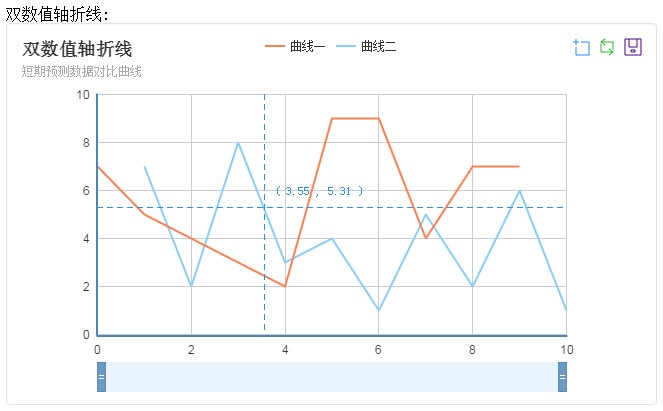 双数值轴折线:
双数值轴折线
曲线一 曲线二
短期预测数据对比曲线
10
8
( 3.55 , 5.31 )
6
4
2
0
0 2 4 6 8 10